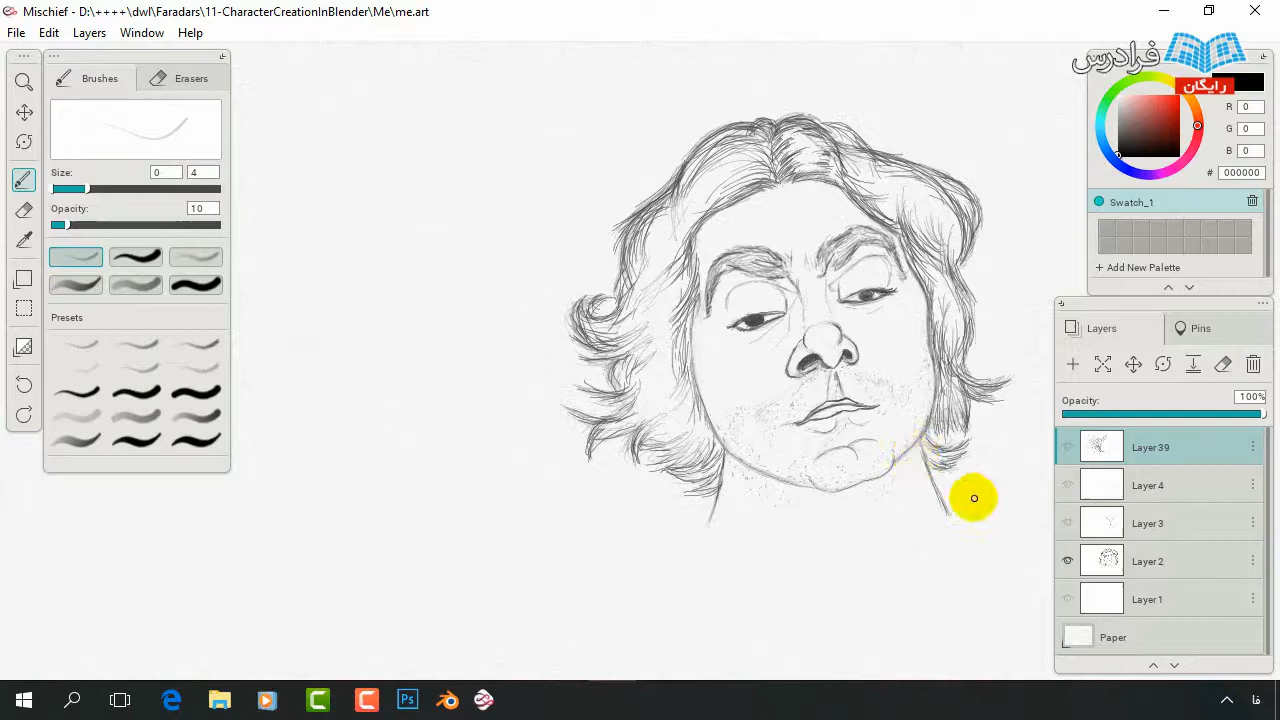 Mischief - D:\++++\dwl\Faradars\11-CharacterCreationInBlender\Me\me.art
File Edit Layers Window Help
فرادرس
رایگان
Brushes Erasers
Size: 0 4
Opacity: 10
Presets
R 0
G 0
B 0
# 000000
Swatch_1
+ Add New Palette
Layers Pins
Opacity: 100%
Layer 39
Layer 4
Layer 3
Layer 2
Layer 1
Paper
Ps
فا